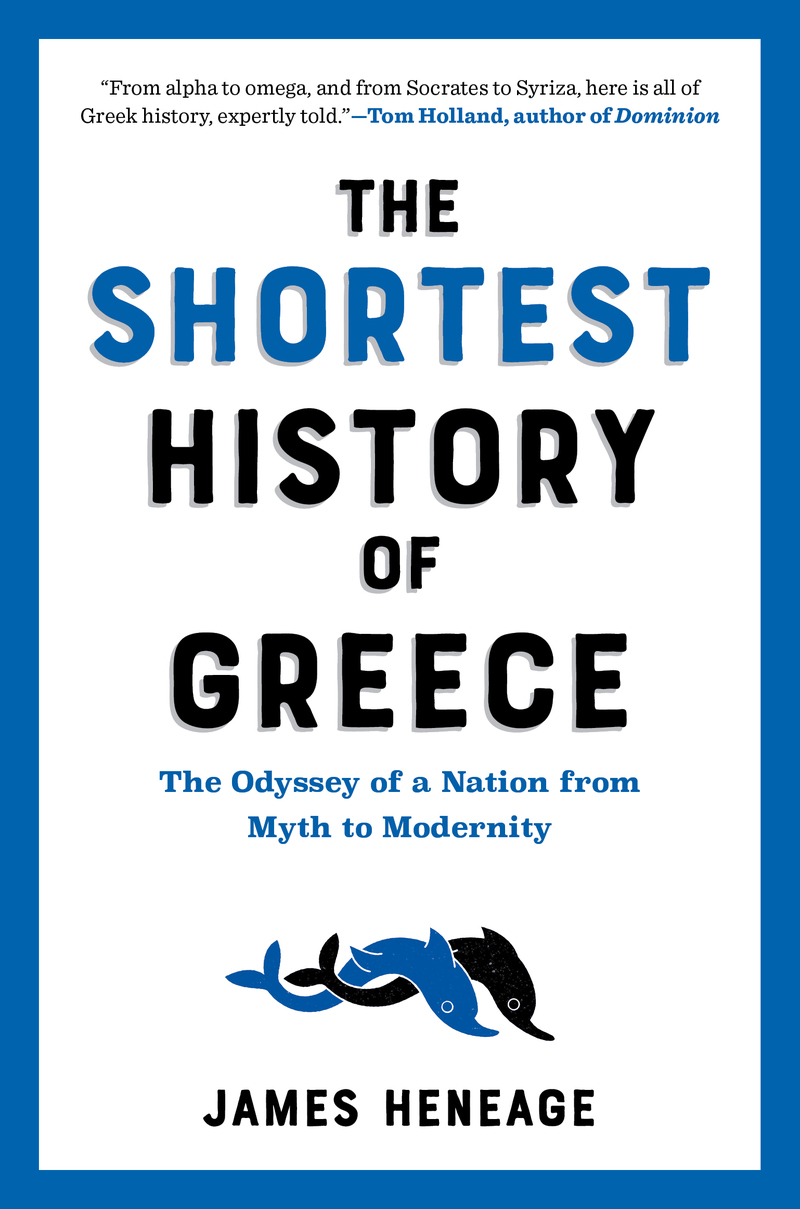 “From alpha to omega, and from Socrates to Syriza, here is all of
Greek history, expertly told.”—Tom Holland, author of Dominion
THE
SHORTEST
HISTORY
OF
GREECE
The Odyssey of a Nation from
Myth to Modernity
JAMES HENEAGE